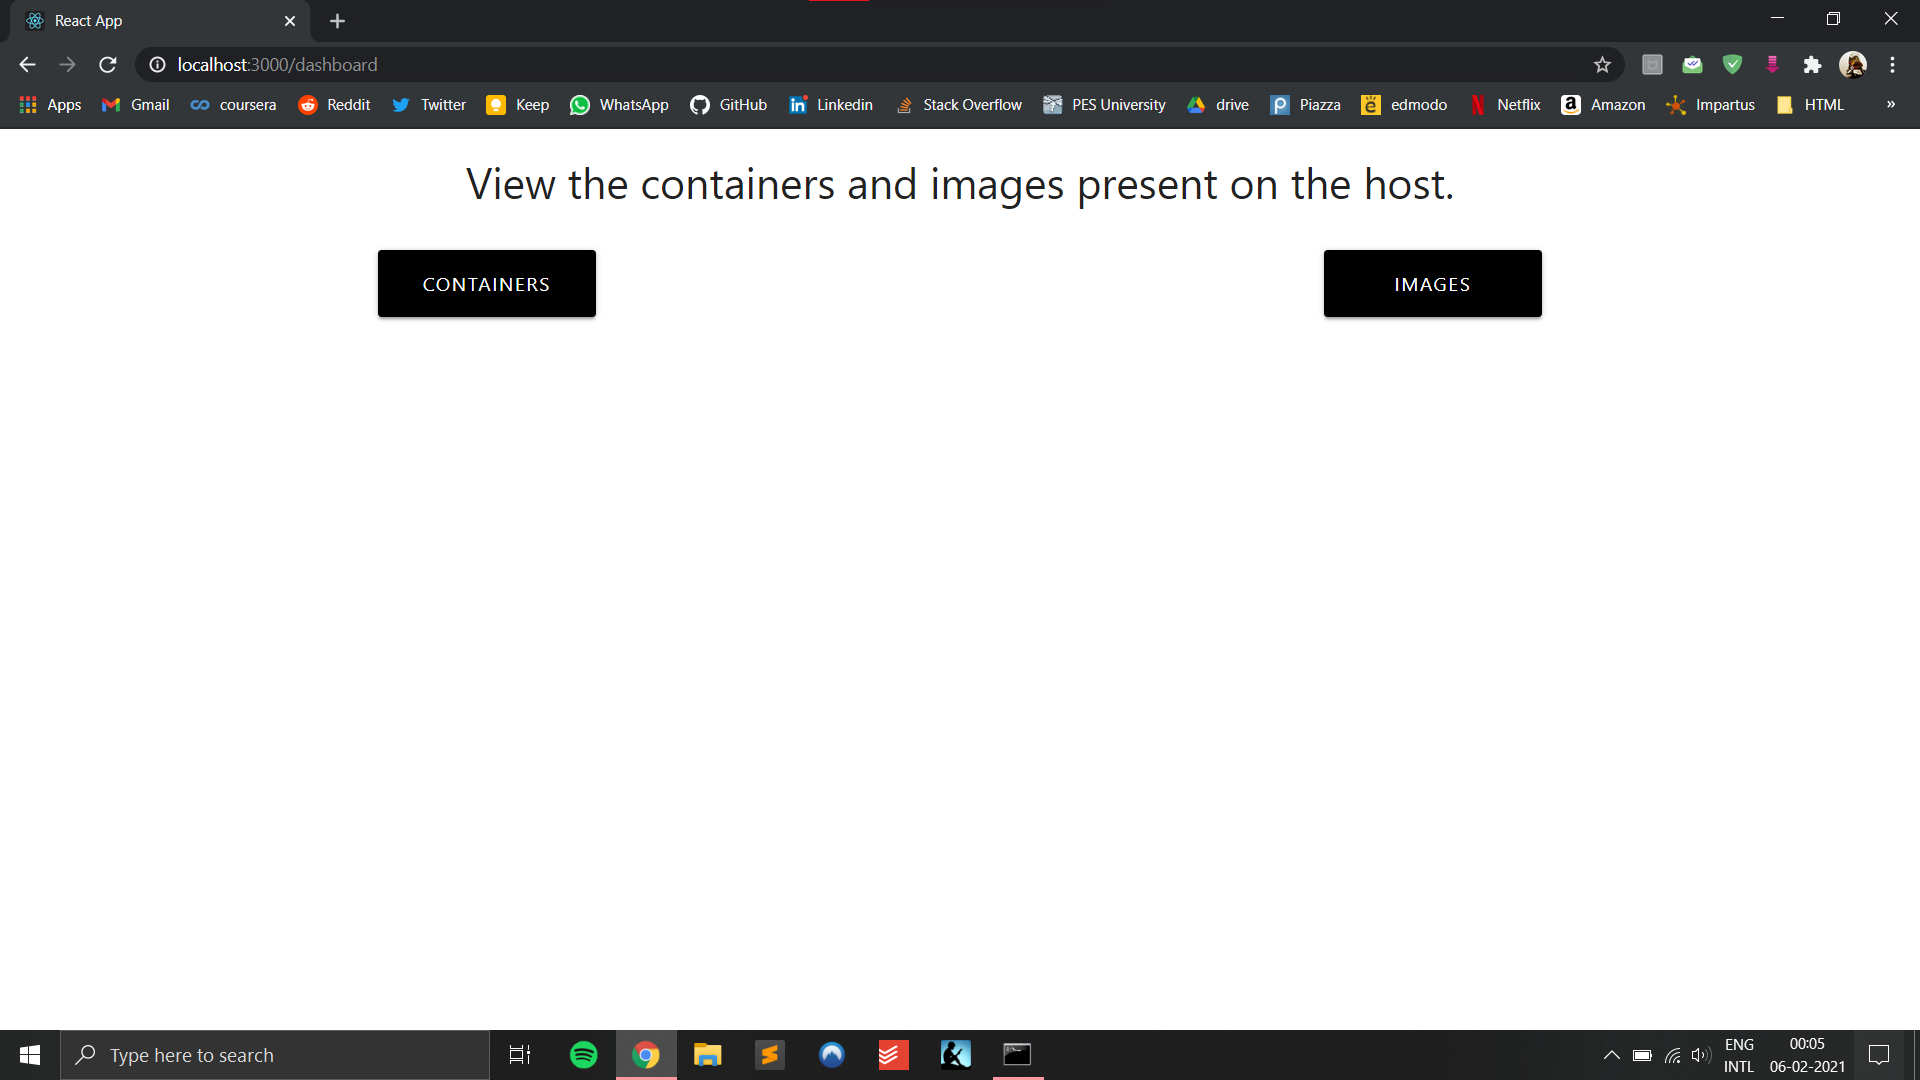 React App
localhost:3000/dashboard
Apps Gmail coursera Reddit Twitter Keep WhatsApp GitHub Linkedin Stack Overflow PES University drive Piazza edmodo Netflix Amazon Impartus HTML »
View the containers and images present on the host.
CONTAINERS IMAGES
Type here to search
ENG 00:05
INTL 06-02-2021